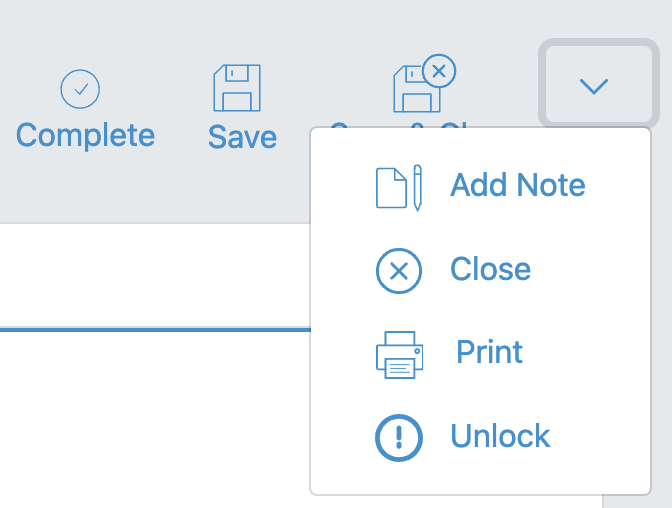 Complete
Save
Add Note
Close
Print
Unlock